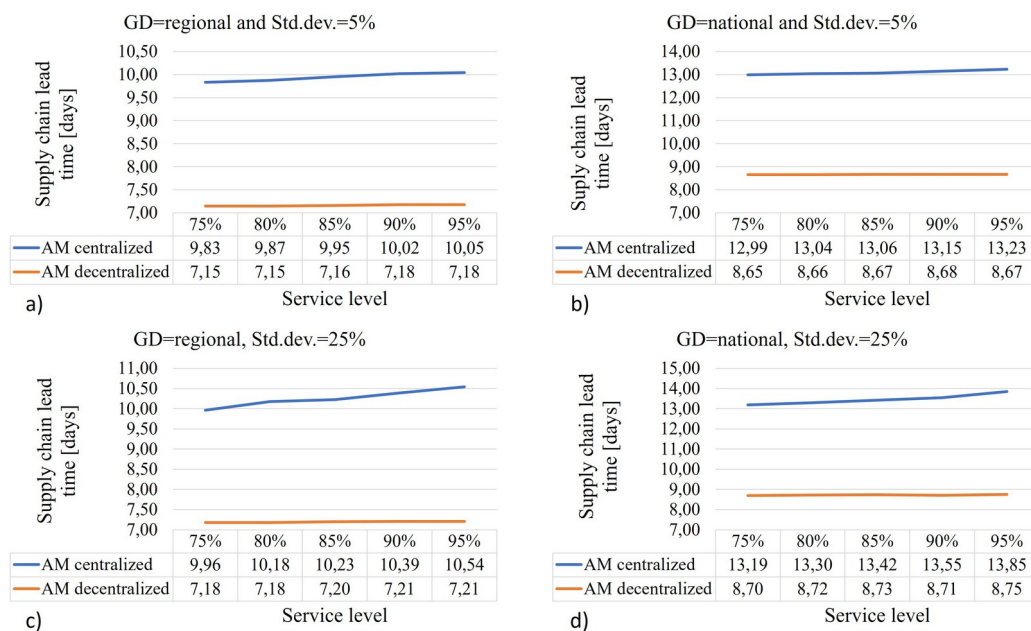 GD=regional and Std.dev.=5%
Supply chain lead
time [days]
10,50
10,00
9,50
9,00
8,50
8,00
7,50
7,00
75% 80% 85% 90% 95%
AM centralized 9,83 9,87 9,95 10,02 10,05
AM decentralized 7,15 7,15 7,16 7,18 7,18
a) Service level
GD=national and Std.dev.=5%
Suply chain lead
time [days]
14,00
13,00
12,00
11,00
10,00
9,00
8,00
7,00
75% 80% 85% 90% 95%
AM centralized 12,99 13,04 13,06 13,15 13,23
AM decentralized 8,65 8,66 8,67 8,68 8,67
b) Service level
GD=regional, Std.dev.=25%
Supply chain lead
time [days]
11,00
10,50
10,00
9,50
9,00
8,50
8,00
7,50
7,00
75% 80% 85% 90% 95%
AM centralized 9,96 10,18 10,23 10,39 10,54
AM decentralized 7,18 7,18 7,20 7,21 7,21
c) Service level
GD=national, Std.dev.=25%
Supply chain lead
time [days]
15,00
14,00
13,00
12,00
11,00
10,00
9,00
8,00
7,00
75% 80% 85% 90% 95%
AM centralized 13,19 13,30 13,42 13,55 13,85
AM decentralized 8,70 8,72 8,73 8,71 8,75
d) Service level